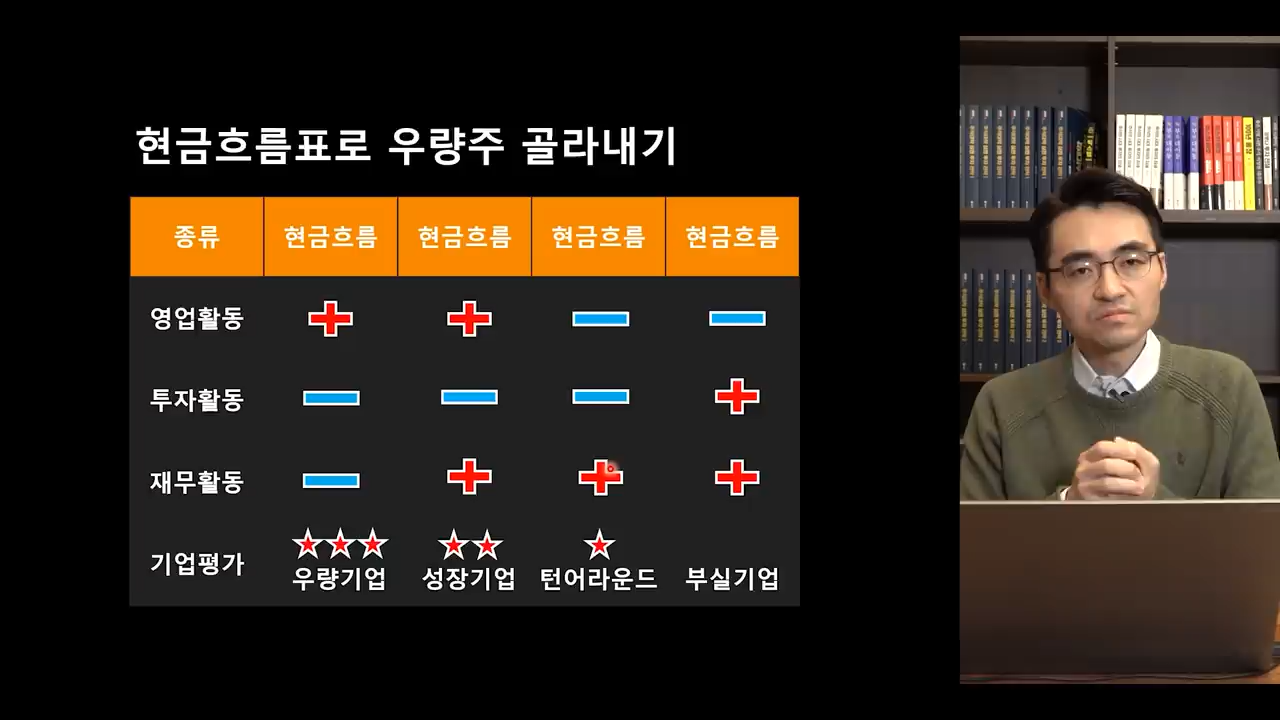 현금흐름표로 우량주 골라내기
종류 현금흐름 현금흐름 현금흐름 현금흐름
영업활동
투자활동
재무활동
기업평가 우량기업 성장기업 턴어라운드 부실기업